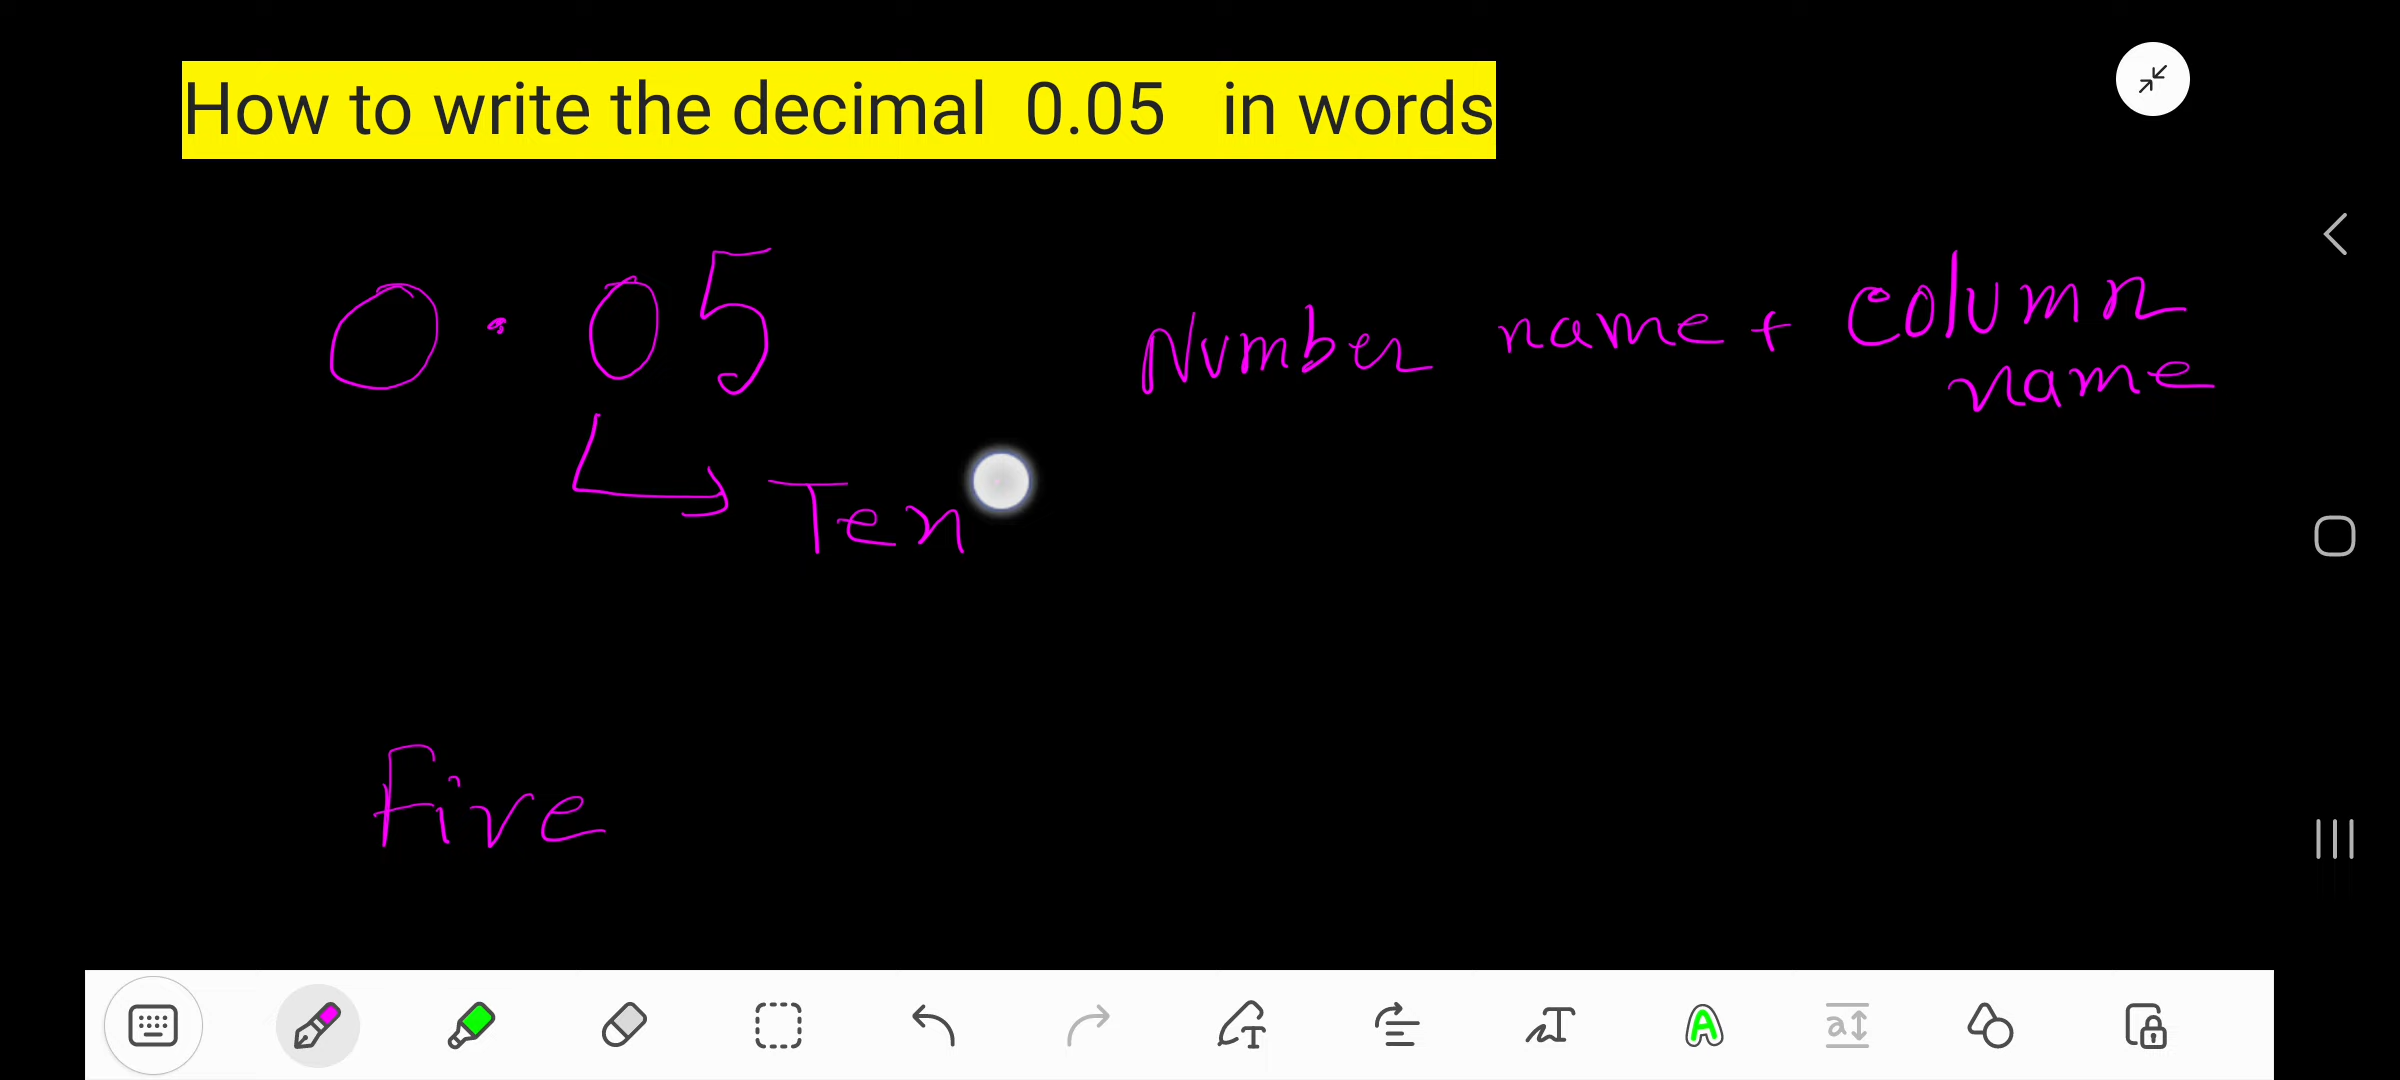 How to write the decimal 0.05 in words
0.05 Number name + column
name
Ten
Five